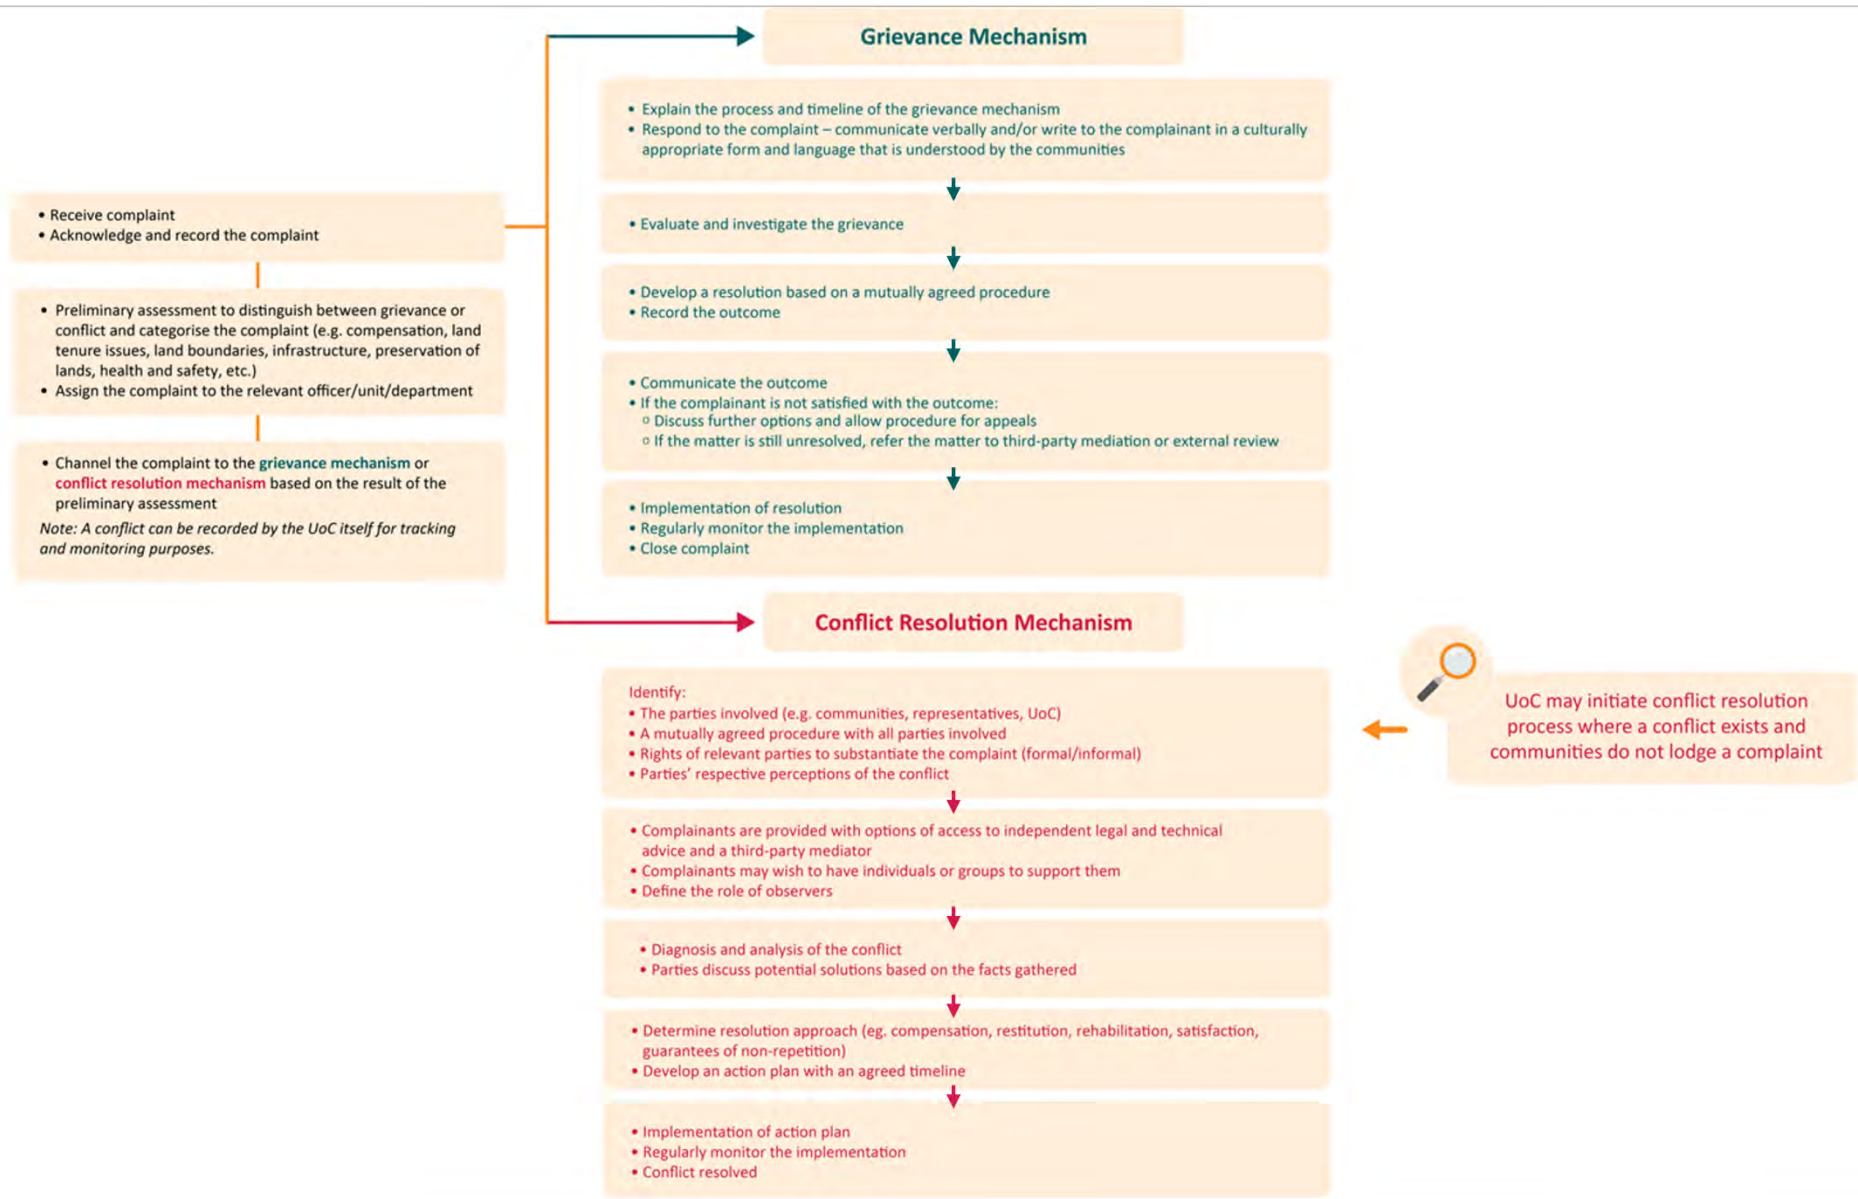 Grievance Mechanism
• Explain the process and timeline of the grievance mechanism
• Respond to the complaint – communicate verbally and/or write to the complainant in a culturally
appropriate form and language that is understood by the communities
• Evaluate and investigate the grievance
• Develop a resolution based on a mutually agreed procedure
• Record the outcome
• Communicate the outcome
• If the complainant is not satisfied with the outcome:
o Discuss further options and allow procedure for appeals
o If the matter is still unresolved, refer the matter to third-party mediation or external review
• Implementation of resolution
• Regularly monitor the implementation
• Close complaint
• Receive complaint
• Acknowledge and record the complaint
• Preliminary assessment to distinguish between grievance or
conflict and categorise the complaint (e.g. compensation, land
tenure issues, land boundaries, infrastructure, preservation of
lands, health and safety, etc.)
• Assign the complaint to the relevant officer/unit/department
• Channel the complaint to the grievance mechanism or
conflict resolution mechanism based on the result of the
preliminary assessment
Note: A conflict can be recorded by the UoC itself for tracking
and monitoring purposes.
Conflict Resolution Mechanism
Identify:
• The parties involved (e.g. communities, representatives, UoC)
• A mutually agreed procedure with all parties involved
• Rights of relevant parties to substantiate the complaint (formal/informal)
• Parties' respective perceptions of the conflict
• Complainants are provided with options of access to independent legal and technical
advice and a third-party mediator
• Complainants may wish to have individuals or groups to support them
• Define the role of observers
• Diagnosis and analysis of the conflict
• Parties discuss potential solutions based on the facts gathered
• Determine resolution approach (eg. compensation, restitution, rehabilitation, satisfaction,
guarantees of non-repetition)
• Develop an action plan with an agreed timeline
• Implementation of action plan
• Regularly monitor the implementation
• Conflict resolved
UoC may initiate conflict resolution
process where a conflict exists and
communities do not lodge a complaint